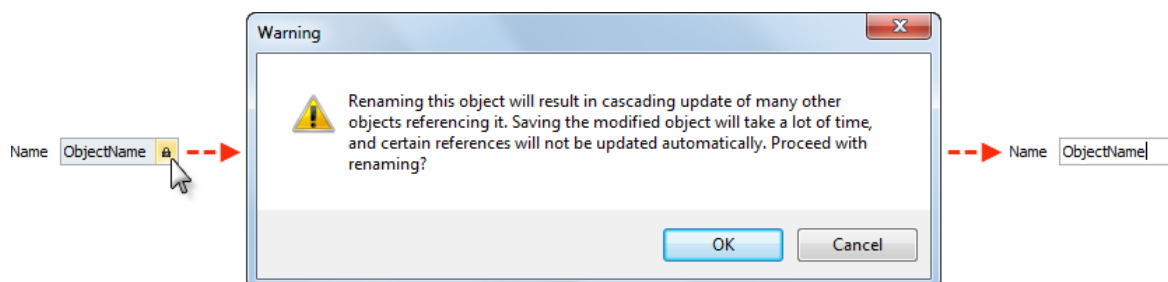 Warning
Name ObjectName
Renaming this object will result in cascading update of many other
objects referencing it. Saving the modified object will take a lot of time,
and certain references will not be updated automatically. Proceed with
renaming?
Name ObjectName
OK Cancel